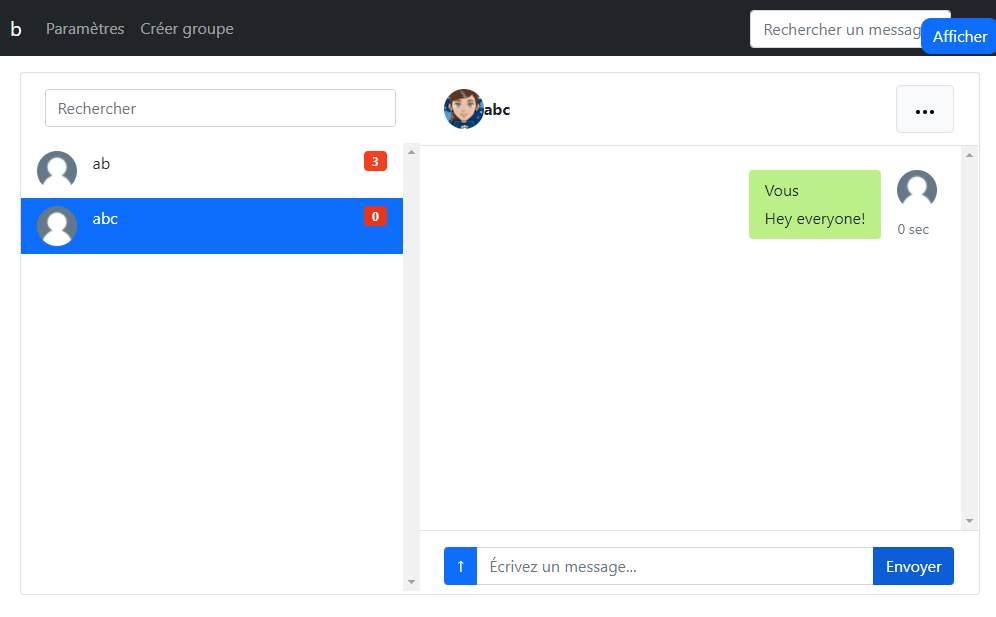 b Paramètres Créer groupe Rechercher un messag Afficher
Rechercher
abc
...
ab 3
abc 0
Vous
Hey everyone!
0 sec
↑ Écrivez un message... Envoyer